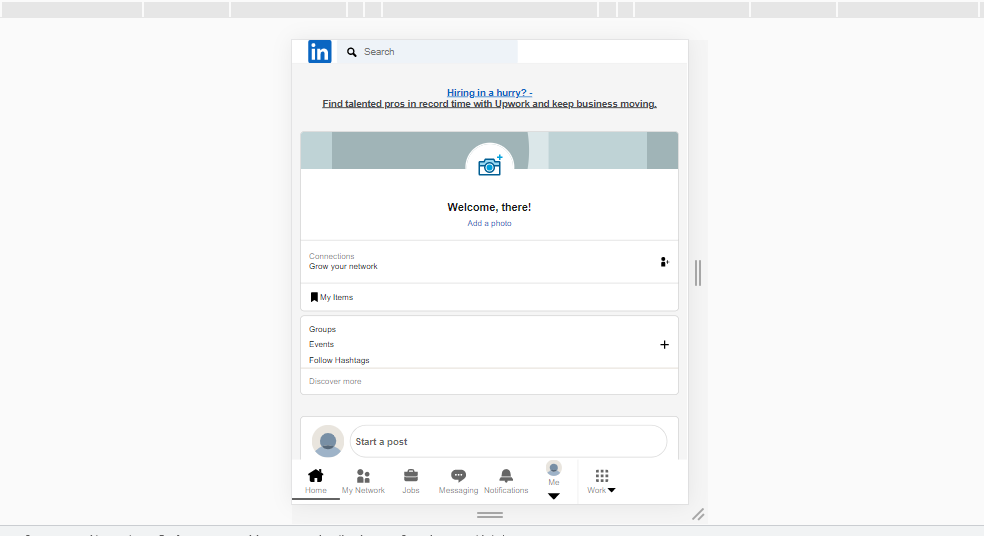 in
Search
Hiring in a hurry? -
Find talented pros in record time with Upwork and keep business moving.
Welcome, there!
Add a photo
Connections
Grow your network
My Items
Groups
Events
Follow Hashtags
Discover more
Start a post
Home
My Network
Jobs
Messaging
Notifications
Me
Work